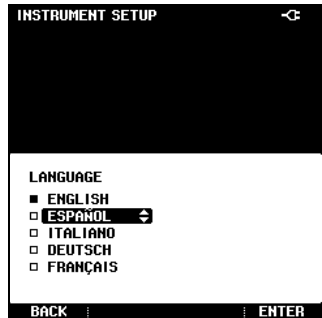 INSTRUMENT SETUP
LANGUAGE
ENGLISH
ESPAÑOL
ITALIANO
DEUTSCH
FRANÇAIS
BACK ENTER